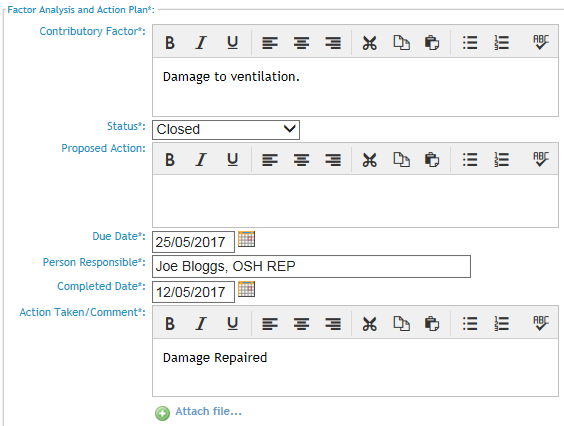 Factor Analysis and Action Plan*:
Contributory Factor*:
B I U ABC
Damage to ventilation.
Status*: Closed
Proposed Action:
B I U ABC
Due Date*: 25/05/2017
Person Responsible*: Joe Bloggs, OSH REP
Completed Date*: 12/05/2017
Action Taken/Comment*:
B I U ABC
Damage Repaired
Attach file...